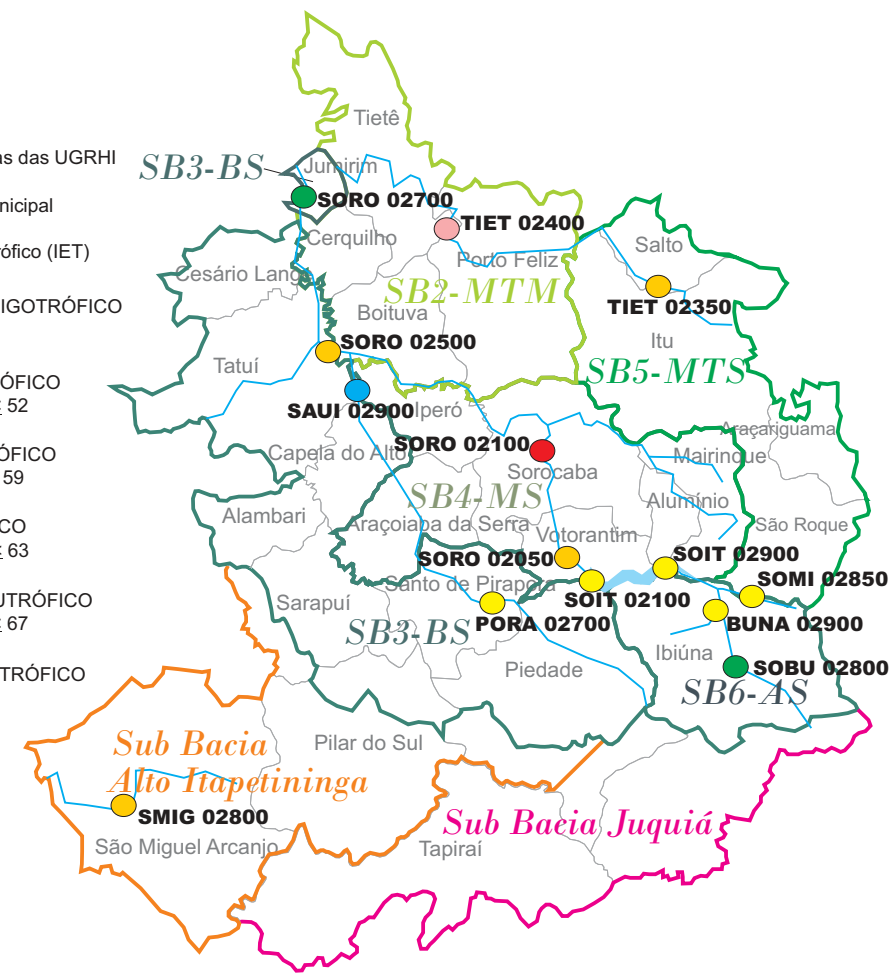 as das UGRHI
nicipal
rófico (IET)
IGOTRÓFICO
RÓFICO
≤ 52
ÓFICO
59
CO
≤ 63
UTRÓFICO
≤ 67
TRÓFICO
Tietê
SB3-BS
Jumirim
SORO 02700
TIET 02400
Cerquilho
Salto
Porto Feliz
Cesário Lang
SB2-MTM
TIET 02350
Boituva
SORO 02500
Itu
Tatuí
SB5-MTS
SAUI 02900
Iperó
Araçariguama
SORO 02100
Capela do Alto
Mairinque
Sorocaba
SB4-MS
Alumínio
Alambari
Araçoiaba da Serra
São Roque
Votorantim
SORO 02050
SOIT 02900
Santo de Pirapora
SOMI 02850
Sarapuí
SOIT 02100
PORA 02700
BUNA 02900
SB3-BS
Ibiúna
Piedade
SOBU 02800
SB6-AS
Sub Bacia
Alto Itapetininga
Pilar do Sul
SMIG 02800
Sub Bacia Juquiá
São Miguel Arcanjo
Tapiraí